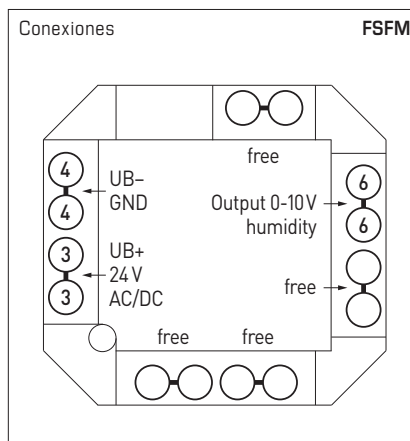 Conexiones FSFM
free
4
4
UB–
GND
3
3
UB+
24 V
AC/DC
Output 0-10 V
humidity
6
6
free
free free